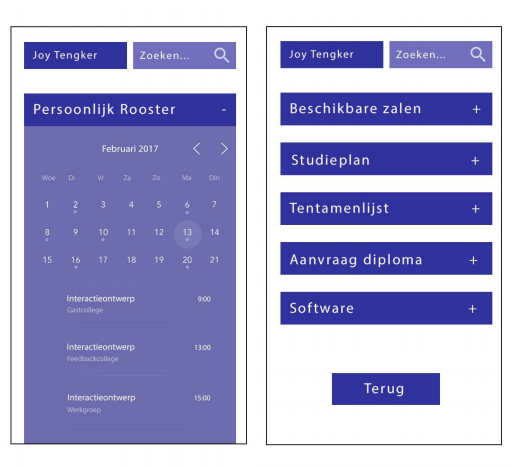 Joy Tengker Zoeken...
Persoonlijk Rooster -
Februari 2017 < >
Woe Di Vr Za Zo Ma Din
1 2 3 4 5 6 7
8 9 10 11 12 13 14
15 16 17 18 19 20 21
Interactieontwerp 9:00
Gastcollege
Interactieontwerp 13:00
Feedbackcollege
Interactieontwerp 15:00
Werkgroep
Joy Tengker Zoeken...
Beschikbare zalen +
Studieplan +
Tentamenlijst +
Aanvraag diploma +
Software +
Terug